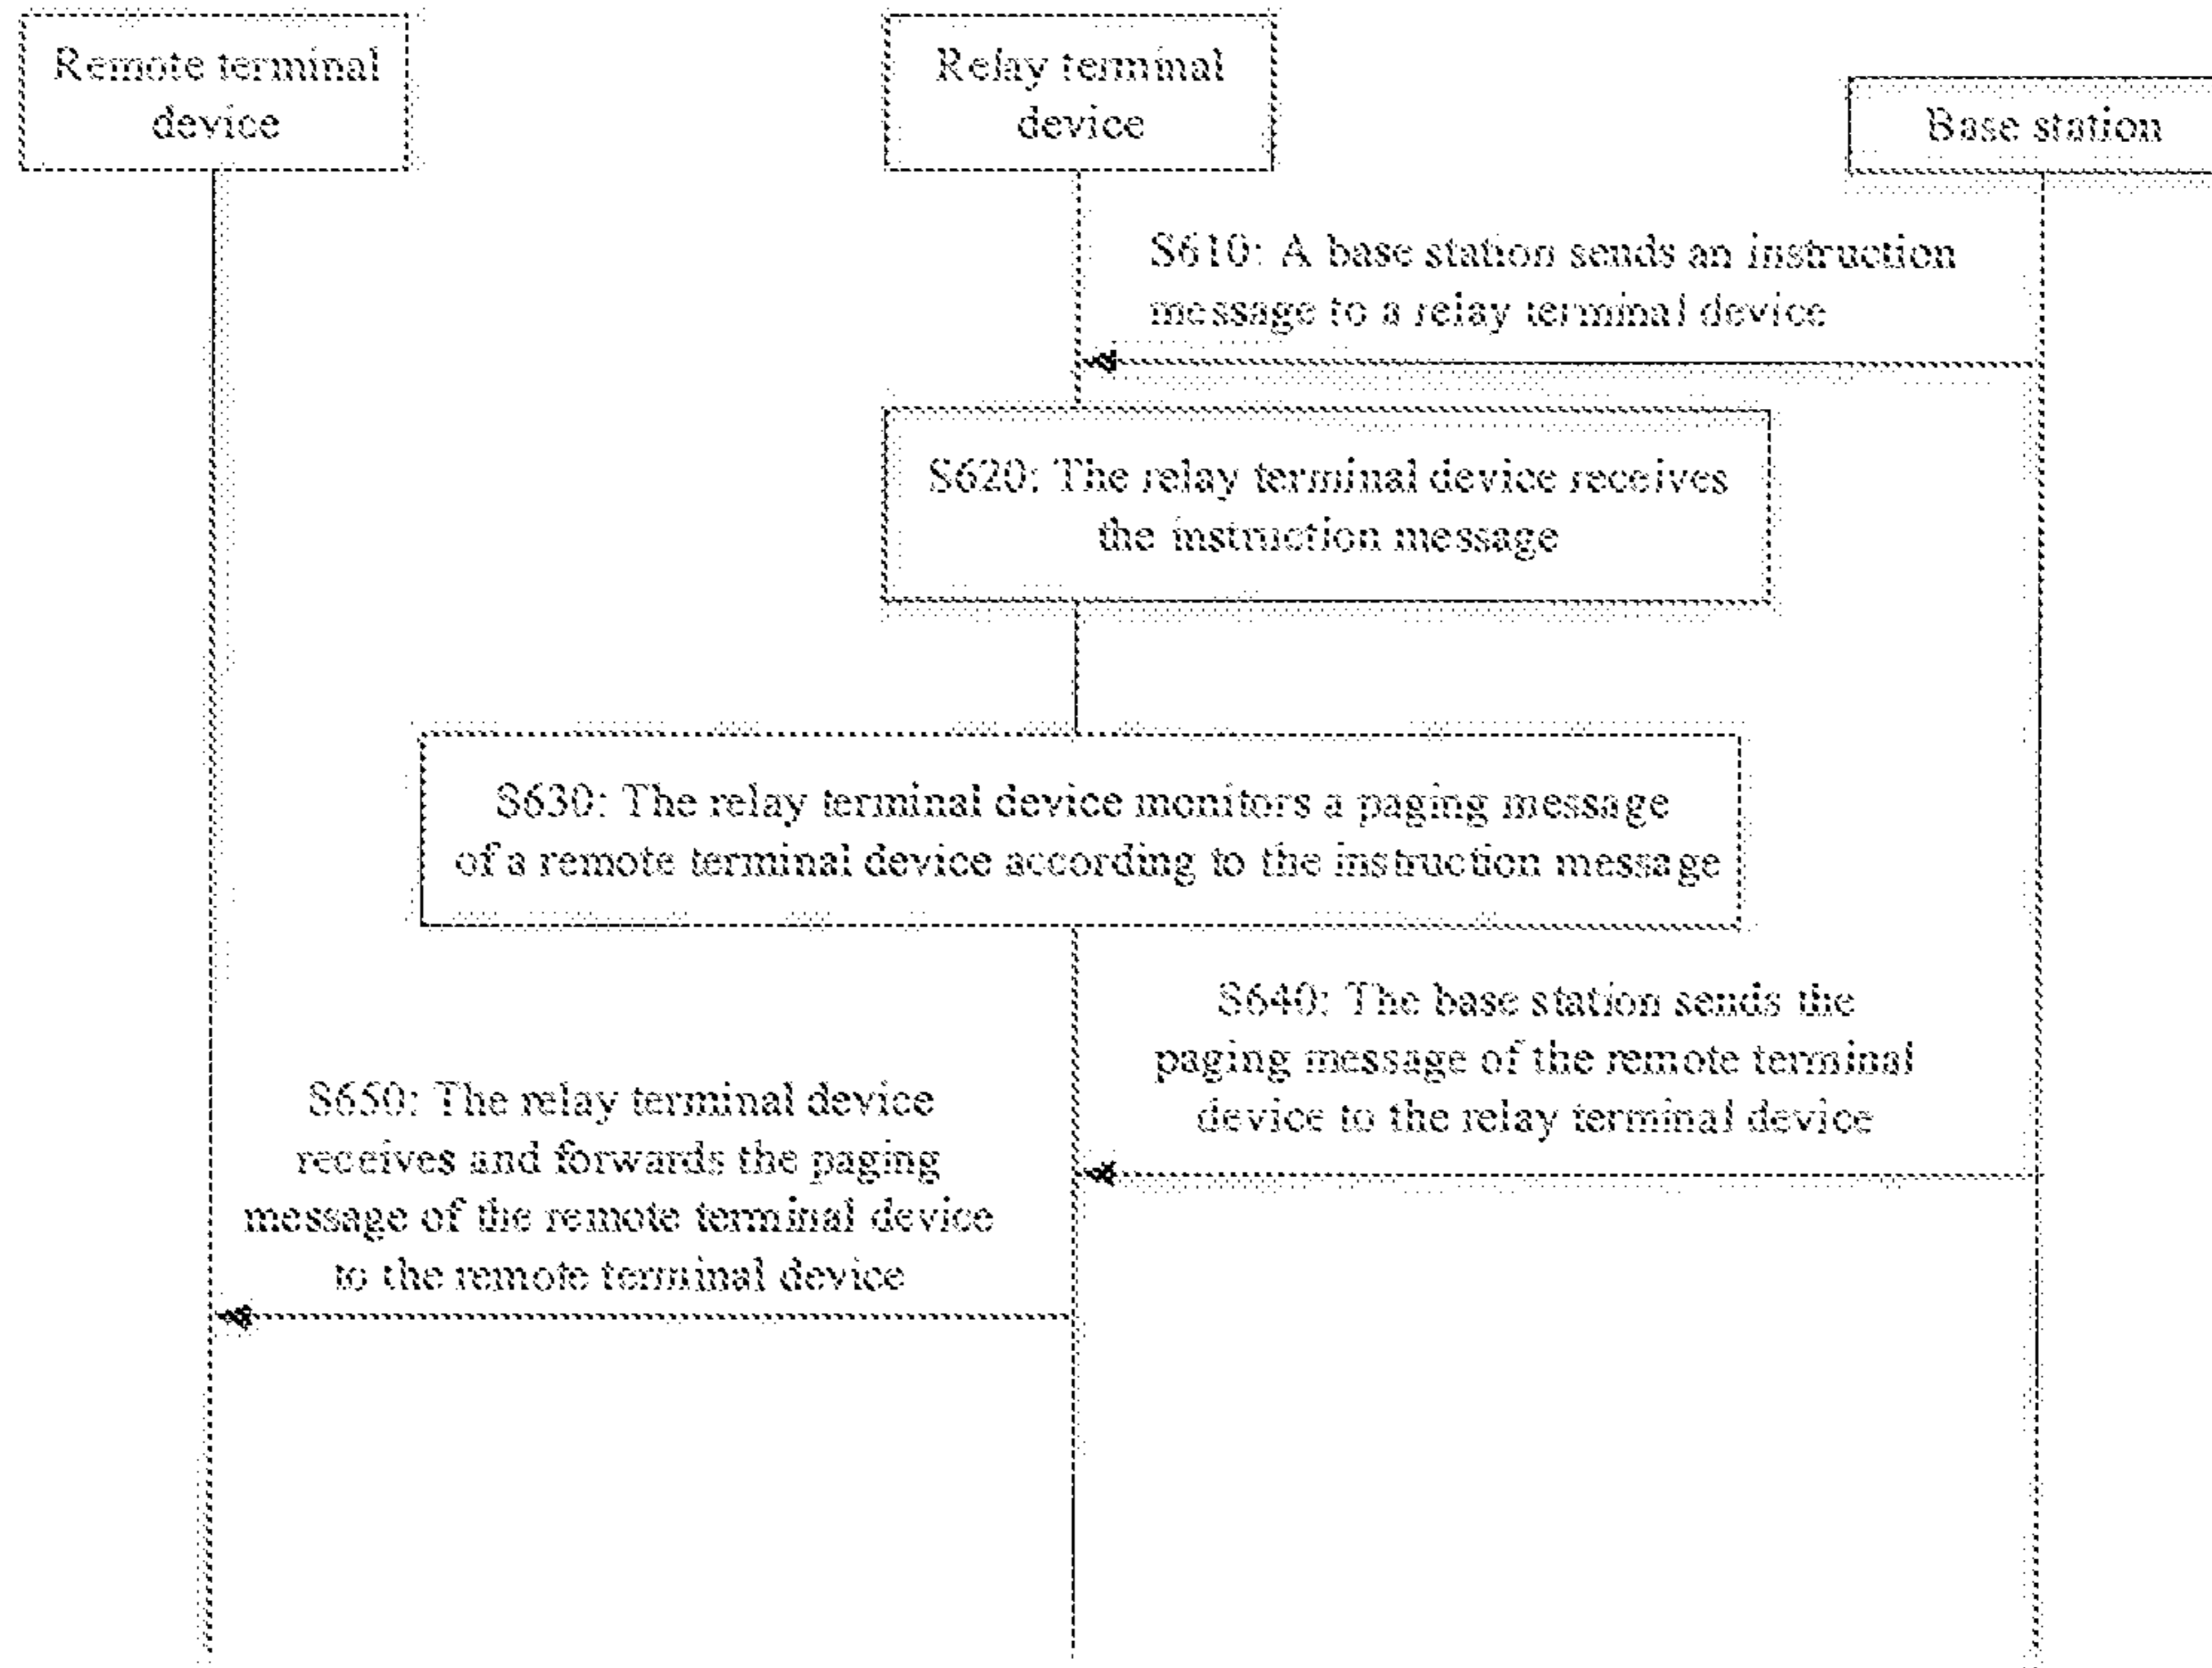 Remote terminal
device
Relay terminal
device
Base station
S610: A base station sends an instruction
message to a relay terminal device
S620: The relay terminal device receives
the instruction message
S630: The relay terminal device monitors a paging message
of a remote terminal device according to the instruction message
S640: The base station sends the
paging message of the remote terminal
device to the relay terminal device
S650: The relay terminal device
receives and forwards the paging
message of the remote terminal device
to the remote terminal device